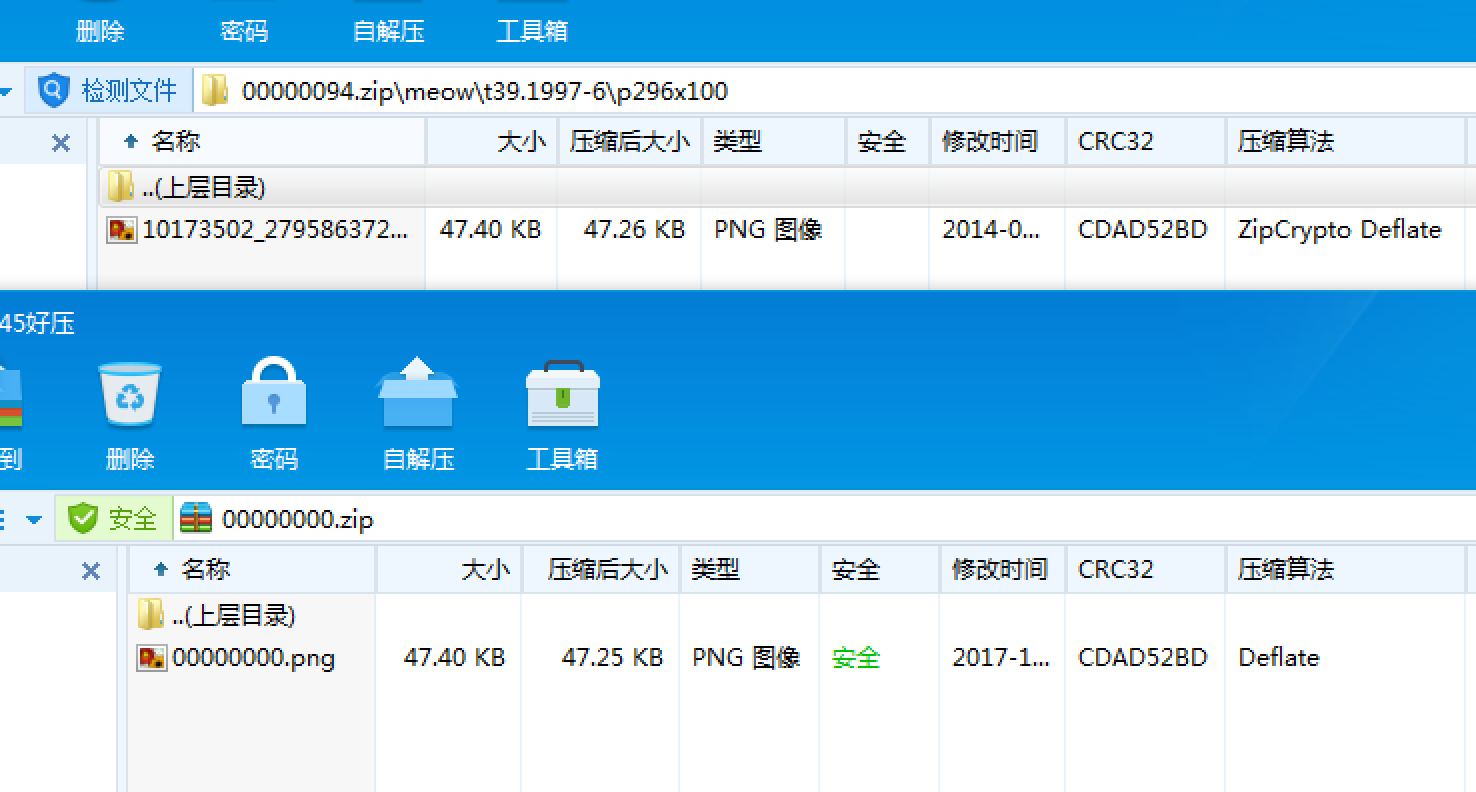 删除 密码 自解压 工具箱
检测文件 00000094.zip\meow\t39.1997-6\p296x100
名称 大小 压缩后大小 类型 安全 修改时间 CRC32 压缩算法
..(上层目录)
10173502_279586372... 47.40 KB 47.26 KB PNG 图像 2014-0... CDAD52BD ZipCrypto Deflate
45好压
到 删除 密码 自解压 工具箱
安全 00000000.zip
名称 大小 压缩后大小 类型 安全 修改时间 CRC32 压缩算法
..(上层目录)
00000000.png 47.40 KB 47.25 KB PNG 图像 安全 2017-1... CDAD52BD Deflate